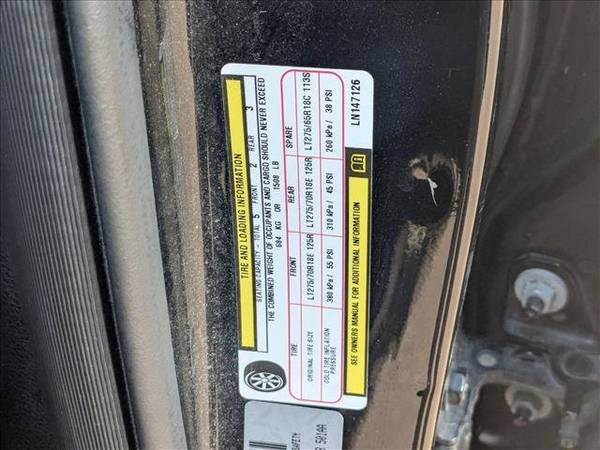 TIRE AND LOADING INFORMATION
SEATING CAPACITY - TOTAL 5 FRONT 2 REAR 3
THE COMBINED WEIGHT OF OCCUPANTS AND CARGO SHOULD NEVER EXCEED
684 KG OR 1508 LB
TIRE FRONT REAR SPARE
ORIGINAL TIRE SIZE LT275/70R18E 125R LT275/70R18E 125R LT275/65R18C 113S
COLD TIRE INFLATION PRESSURE 380 kPa/ 55 PSI 310 kPa/ 45 PSI 260 kPa/ 38 PSI
SEE OWNERS MANUAL FOR ADDITIONAL INFORMATION
LN147126
SAFETY
501AA